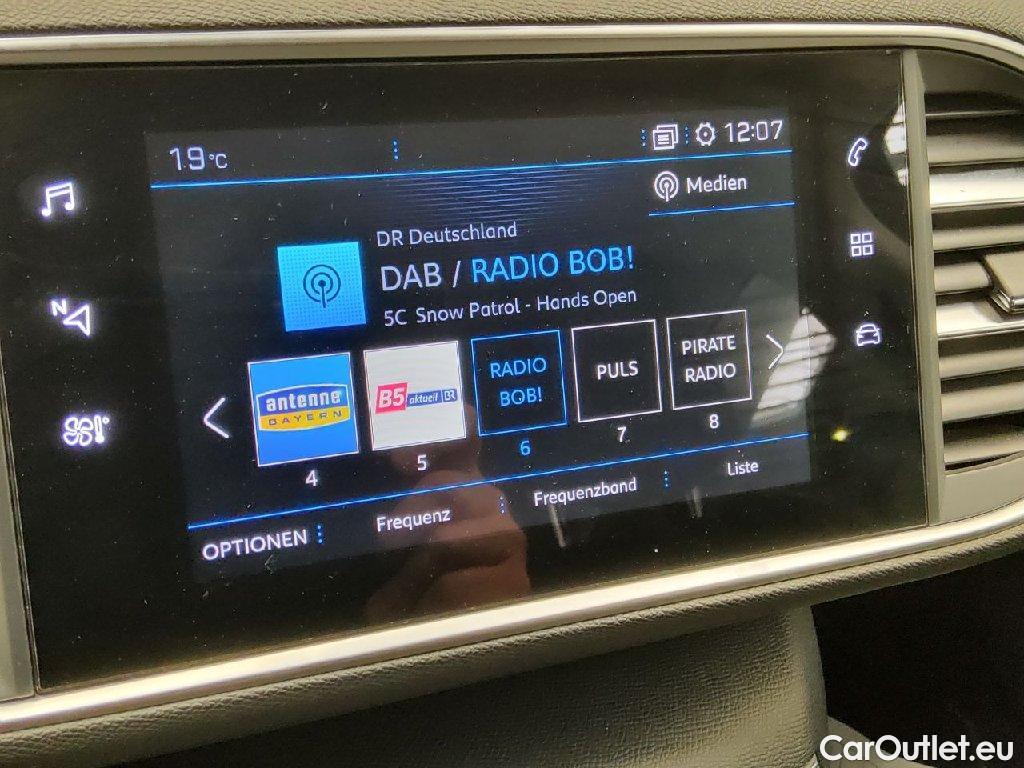 19°C
12:07
Medien
DR Deutschland
DAB / RADIO BOB!
5C Snow Patrol - Hands Open
N
antenne
BAYERN
B5 aktuell BR
RADIO
BOB!
PULS
PIRATE
RADIO
4
5
6
7
8
OPTIONEN
Frequenz
Frequenzband
Liste
CarOutlet.eu